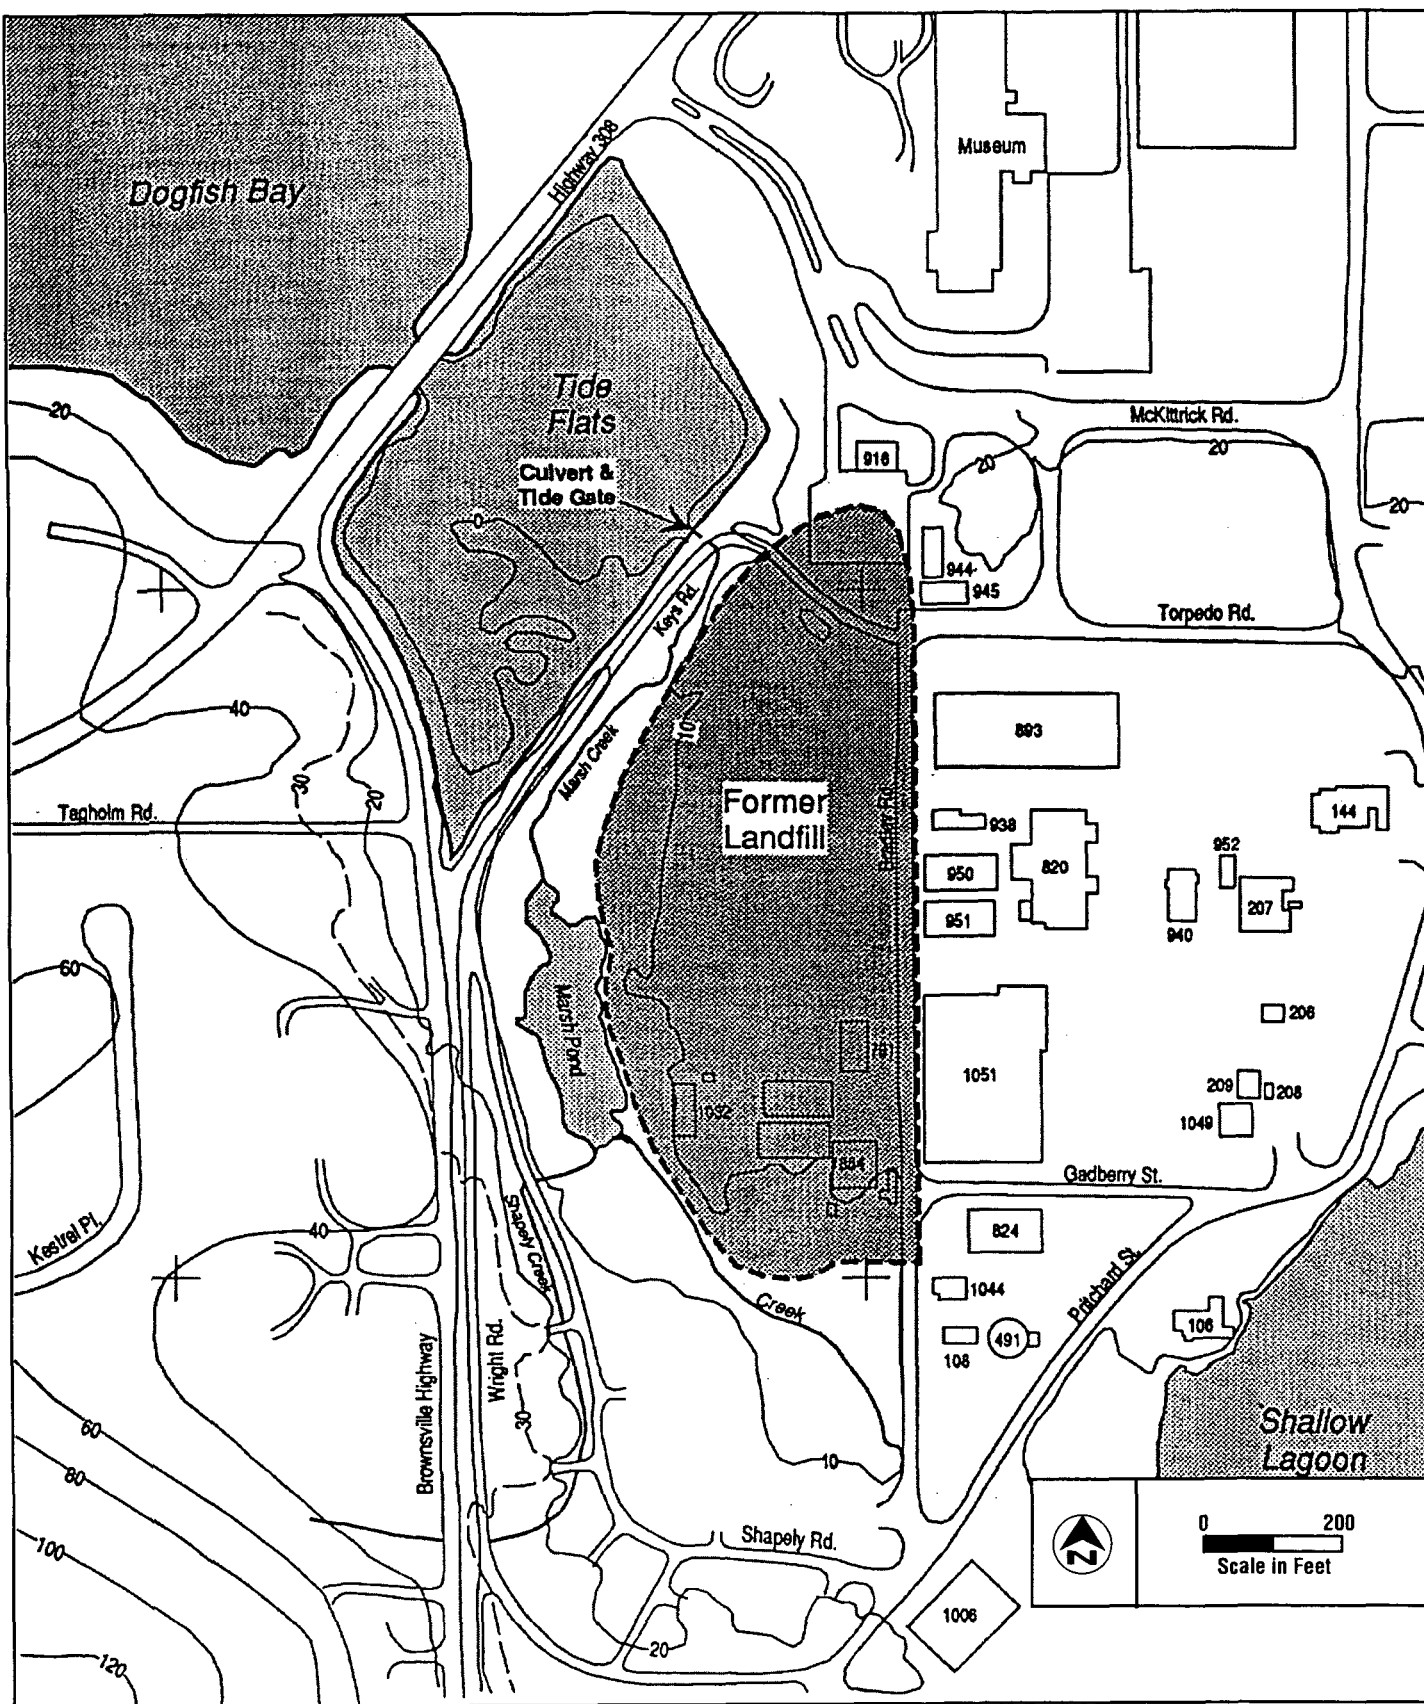 Highway 308
Museum
Dogfish Bay
Tide
Flats
20
McKittrick Rd.
20
916
20
Culvert &
Tide Gate
0
20
944
945
Keys Rd.
Torpedo Rd.
40
10
893
Marsh Creek
30
20
Tagholm Rd.
Former
Landfill
938
144
952
950
820
207
951
940
60
Marsh Pond
206
1051
209
208
1032
1049
884
Gadberry St.
Kestrel Pl.
40
Shapely Creek
824
Pritchard St.
1044
Creek
106
491
108
Brownsville Highway
Wright Rd.
30
60
Shallow
Lagoon
10
80
100
Shapely Rd.
N
0 200
Scale in Feet
1006
20
120